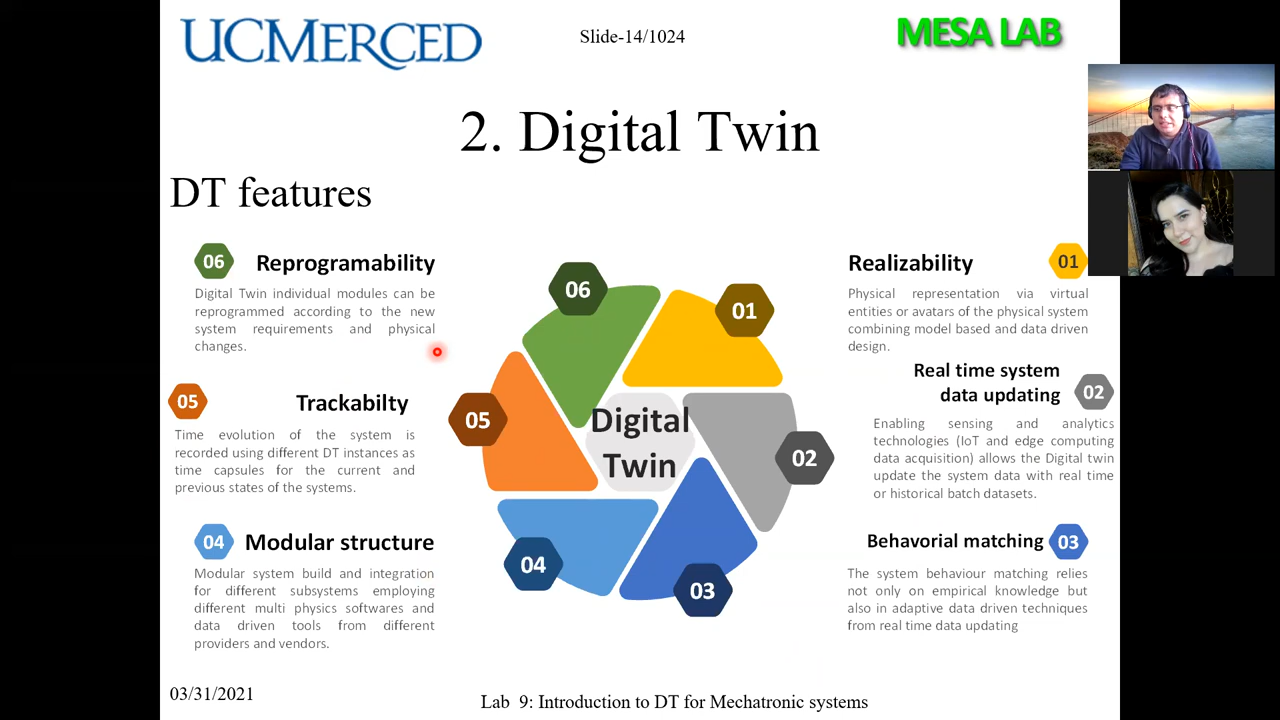 UCMERCED
Slide-14/1024
MESA LAB
2. Digital Twin
DT features
06
Reprogramability
Digital Twin individual modules can be
reprogrammed according to the new
system requirements and physical
changes.
05
Trackabilty
Time evolution of the system is
recorded using different DT instances as
time capsules for the current and
previous states of the systems.
04
Modular structure
Modular system build and integration
for different subsystems employing
different multi physics softwares and
data driven tools from different
providers and vendors.
06
01
05
Digital
Twin
02
04
03
Realizability
01
Physical representation via virtual
entities or avatars of the physical system
combining model based and data driven
design.
Real time system
data updating
02
Enabling sensing and analytics
technologies (IoT and edge computing
data acquisition) allows the Digital twin
update the system data with real time
or historical batch datasets.
Behavorial matching
03
The system behaviour matching relies
not only on empirical knowledge but
also in adaptive data driven techniques
from real time data updating
03/31/2021
Lab 9: Introduction to DT for Mechatronic systems